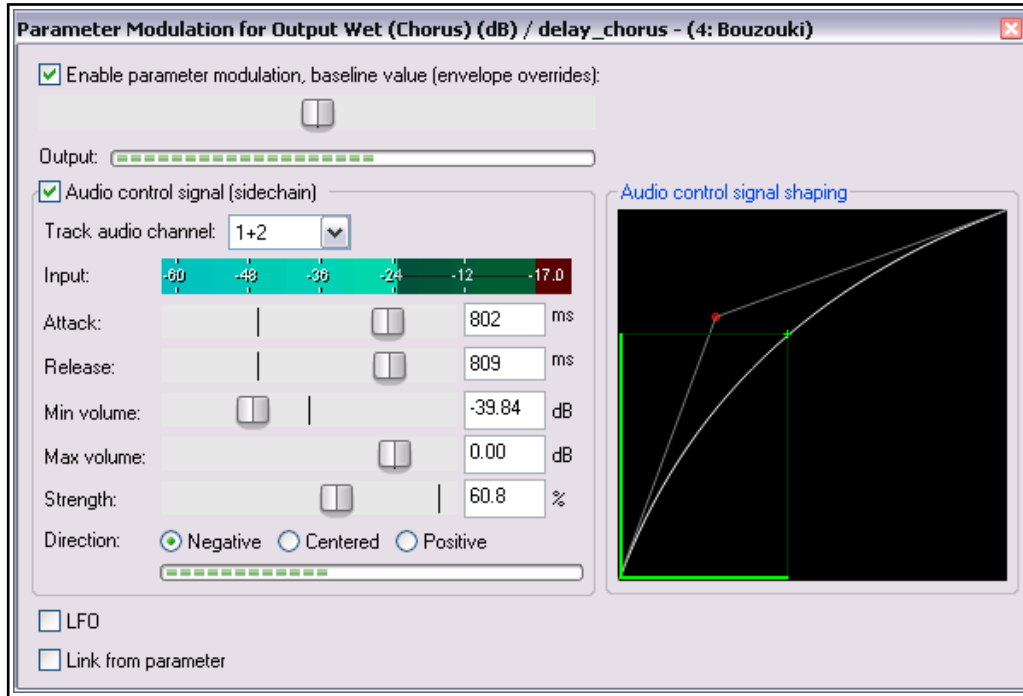 Parameter Modulation for Output Wet (Chorus) (dB) / delay_chorus - (4: Bouzouki)
Enable parameter modulation, baseline value (envelope overrides):
Output:
Audio control signal (sidechain)
Track audio channel: 1+2
Input: -60 -48 -36 -24 -12 -17.0
Attack: 802 ms
Release: 809 ms
Min volume: -39.84 dB
Max volume: 0.00 dB
Strength: 60.8 %
Direction: Negative Centered Positive
Audio control signal shaping
LFO
Link from parameter